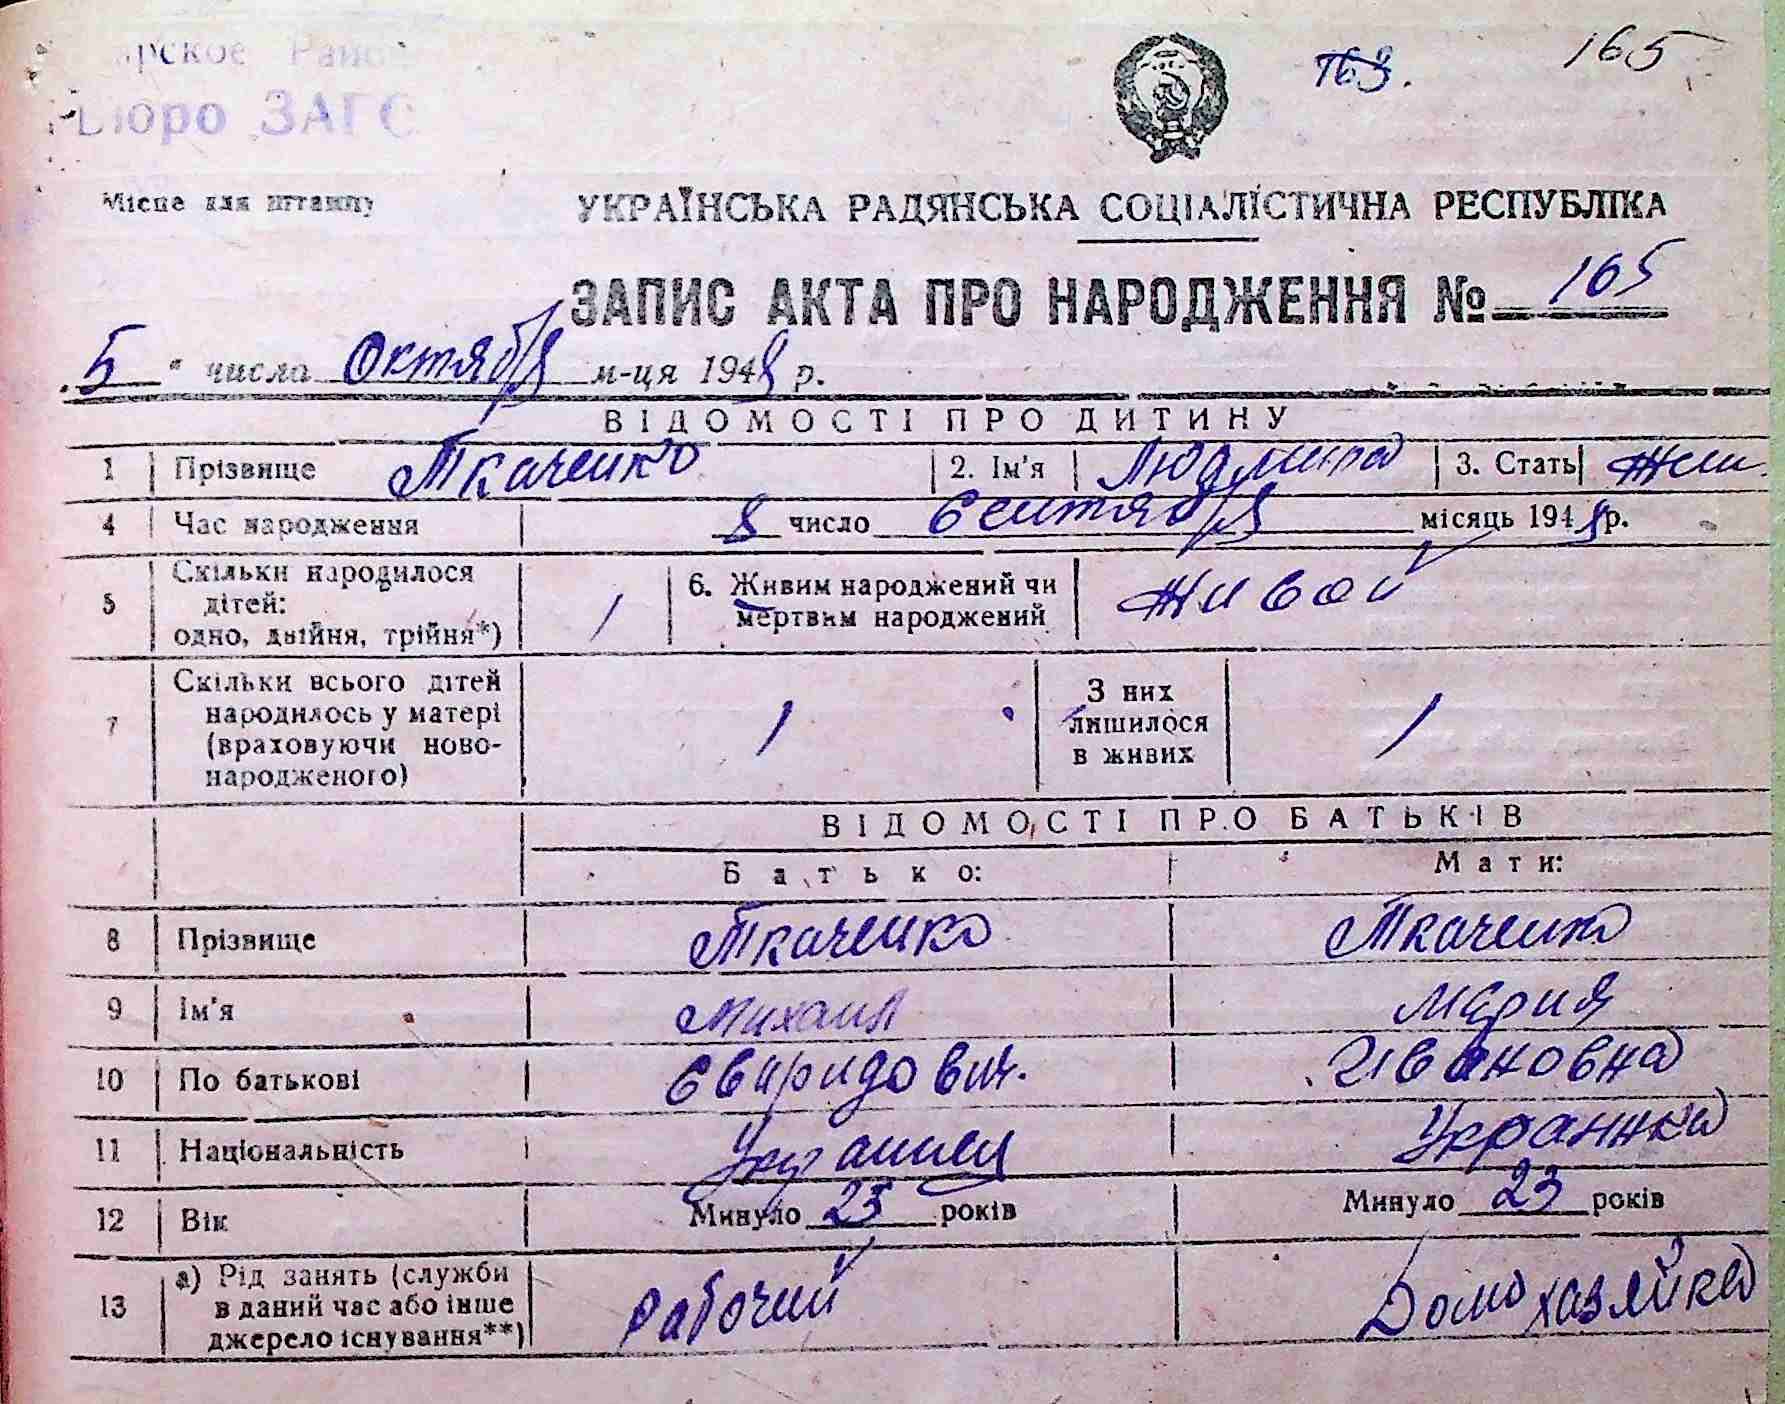 165
Бюро ЗАГС
Місце для штампу
УКРАЇНСЬКА РАДЯНСЬКА СОЦІАЛІСТИЧНА РЕСПУБЛІКА
ЗАПИС АКТА ПРО НАРОДЖЕННЯ № 165
„5" числа Октября м-ця 1948 р.
ВІДОМОСТІ ПРО ДИТИНУ
1 Прізвище Ткаченко 2. Ім'я Людмила 3. Стать Жен.
4 Час народження 8 число Сентября місяць 1948 р.
5 Скільки народилося дітей: одно, двійня, трійня*) 1 6. Живим народжений чи мертвим народжений живой
7 Скільки всього дітей народилось у матері (враховуючи новонародженого) 1 З них лишилося в живих 1
ВІДОМОСТІ ПРО БАТЬКІВ
Батько: Мати:
8 Прізвище Ткаченко Ткаченко
9 Ім'я Михаил Мария
10 По батькові Свиридович. Ивановна
11 Національність Украинец Украинка
12 Вік Минуло 23 років Минуло 23 років
13 а) Рід занять (служби в даний час або інше джерело існування**) рабочий Домохазяйка